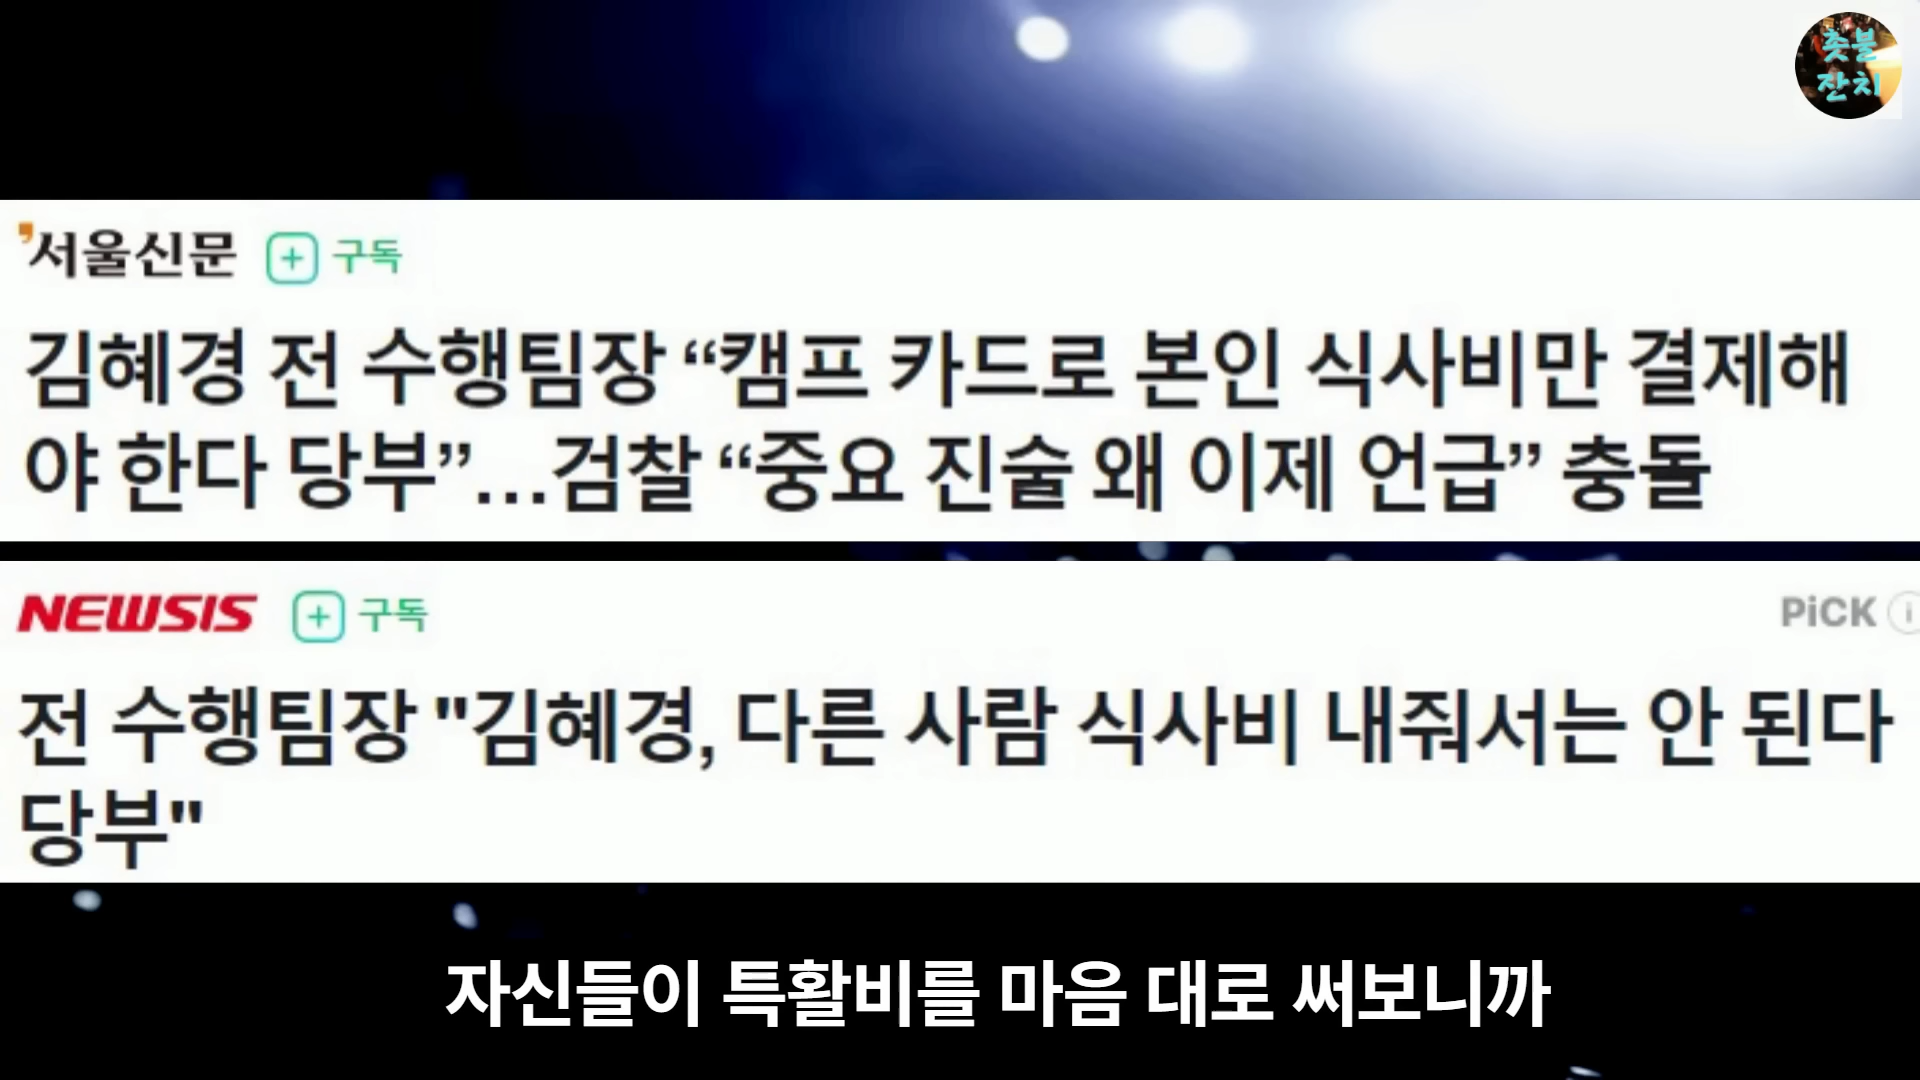 촛불
잔치
서울신문 구독
김혜경 전 수행팀장 “캠프 카드로 본인 식사비만 결제해
야 한다 당부”…검찰 “중요 진술 왜 이제 언급” 충돌
NEWSIS 구독
PiCK
전 수행팀장 "김혜경, 다른 사람 식사비 내줘서는 안 된다
당부"
자신들이 특활비를 마음 대로 써보니까